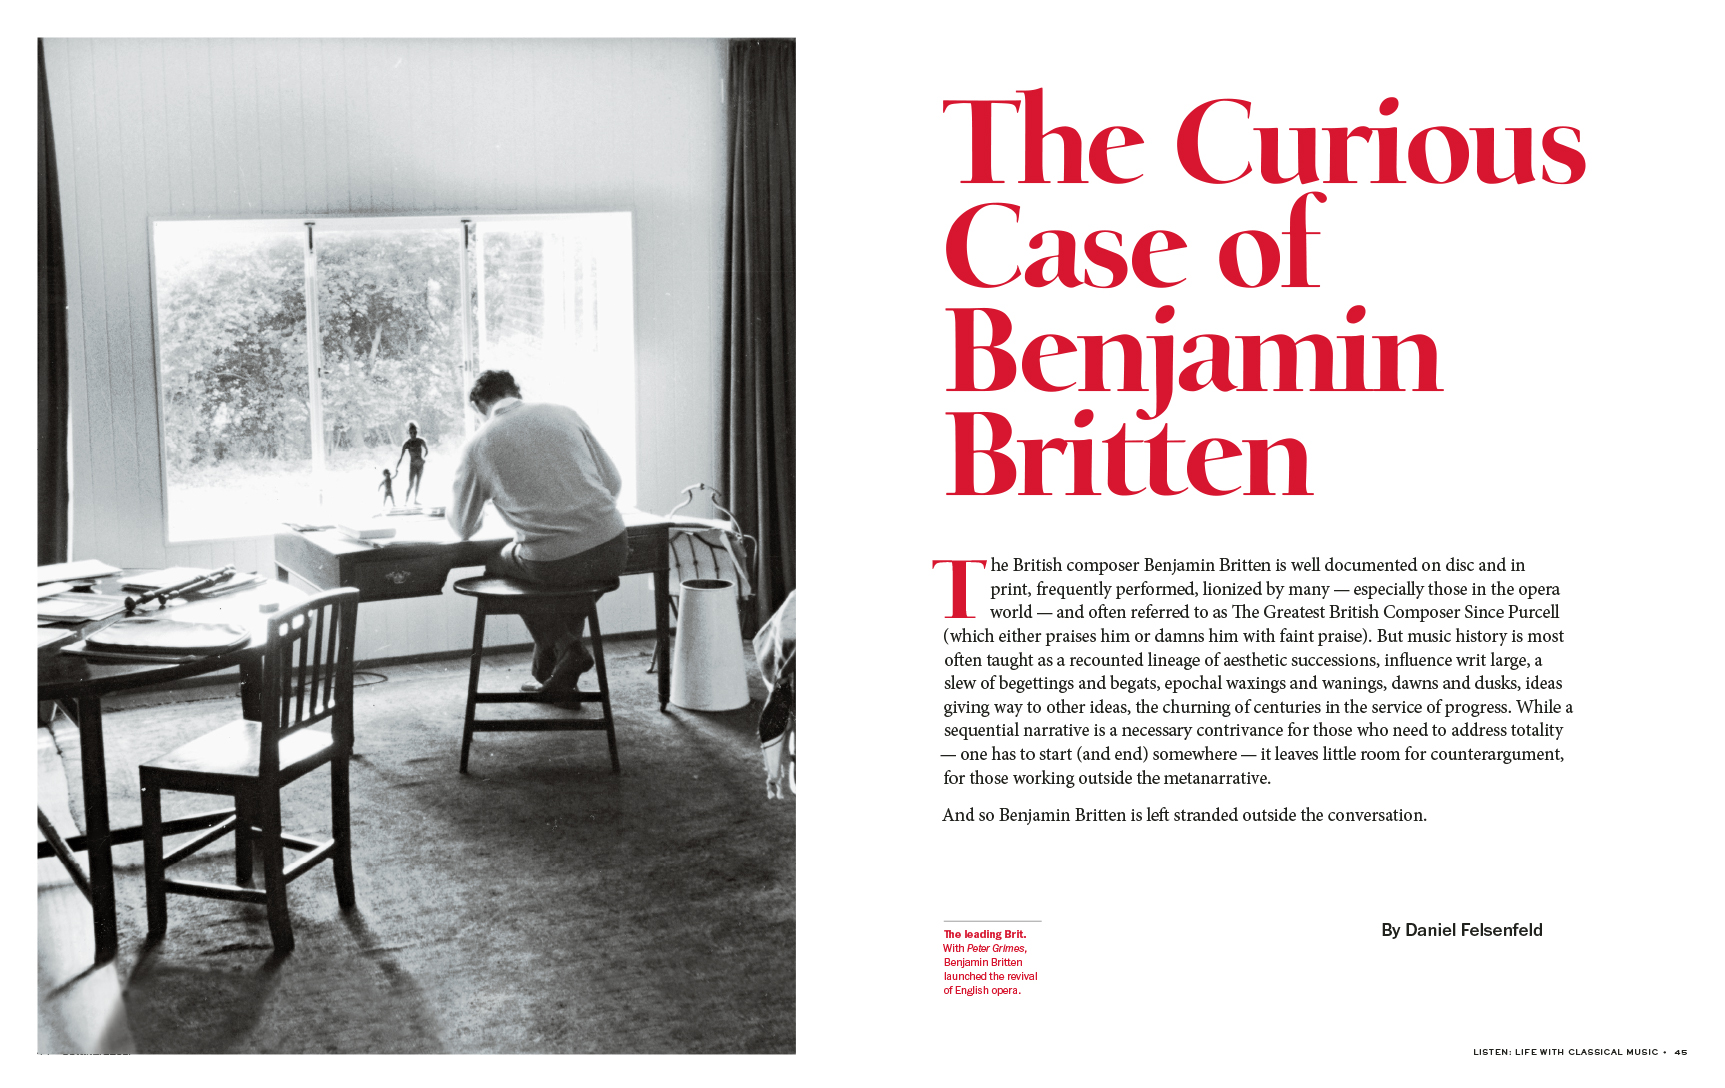 The Curious
Case of
Benjamin
Britten
The British composer Benjamin Britten is well documented on disc and in
print, frequently performed, lionized by many — especially those in the opera
world — and often referred to as The Greatest British Composer Since Purcell
(which either praises him or damns him with faint praise). But music history is most
often taught as a recounted lineage of aesthetic successions, influence writ large, a
slew of begettings and begats, epochal waxings and wanings, dawns and dusks, ideas
giving way to other ideas, the churning of centuries in the service of progress. While a
sequential narrative is a necessary contrivance for those who need to address totality
— one has to start (and end) somewhere — it leaves little room for counterargument,
for those working outside the metanarrative.
And so Benjamin Britten is left stranded outside the conversation.
By Daniel Felsenfeld
The leading Brit.
With Peter Grimes,
Benjamin Britten
launched the revival
of English opera.
LISTEN: LIFE WITH CLASSICAL MUSIC • 45